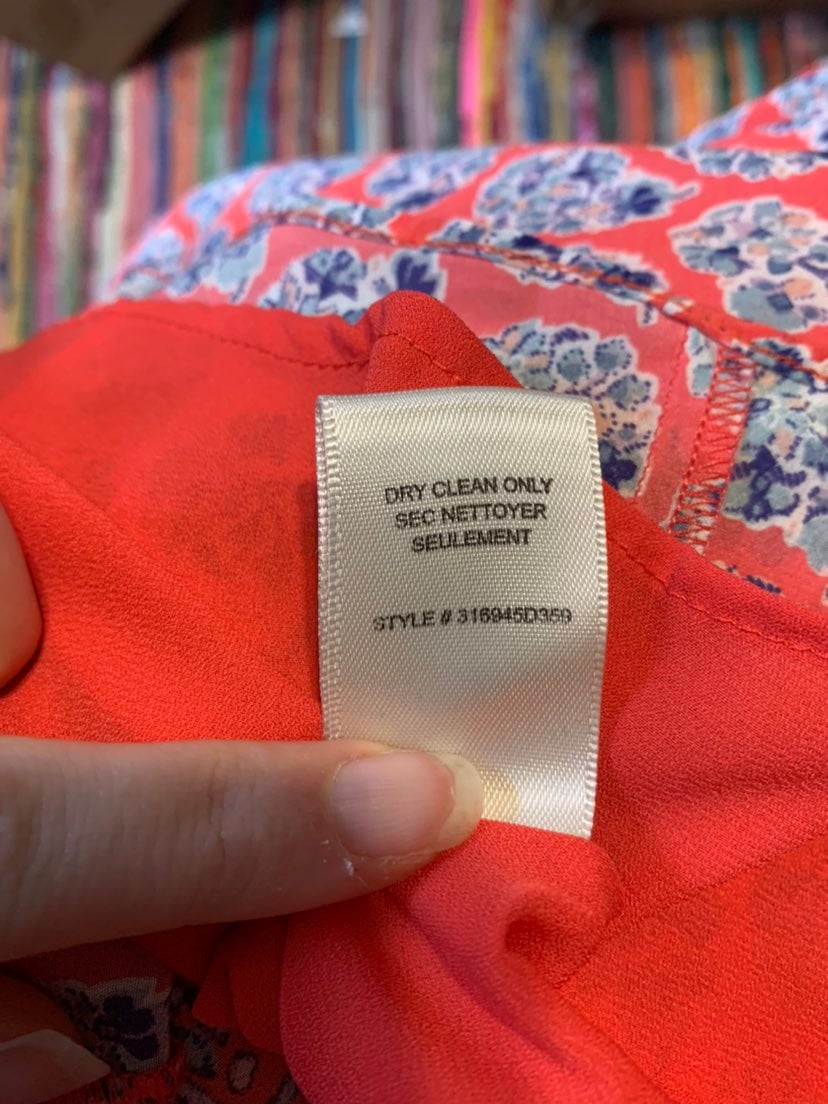 DRY CLEAN ONLY
SEC NETTOYER
SEULEMENT
STYLE # 316945D359